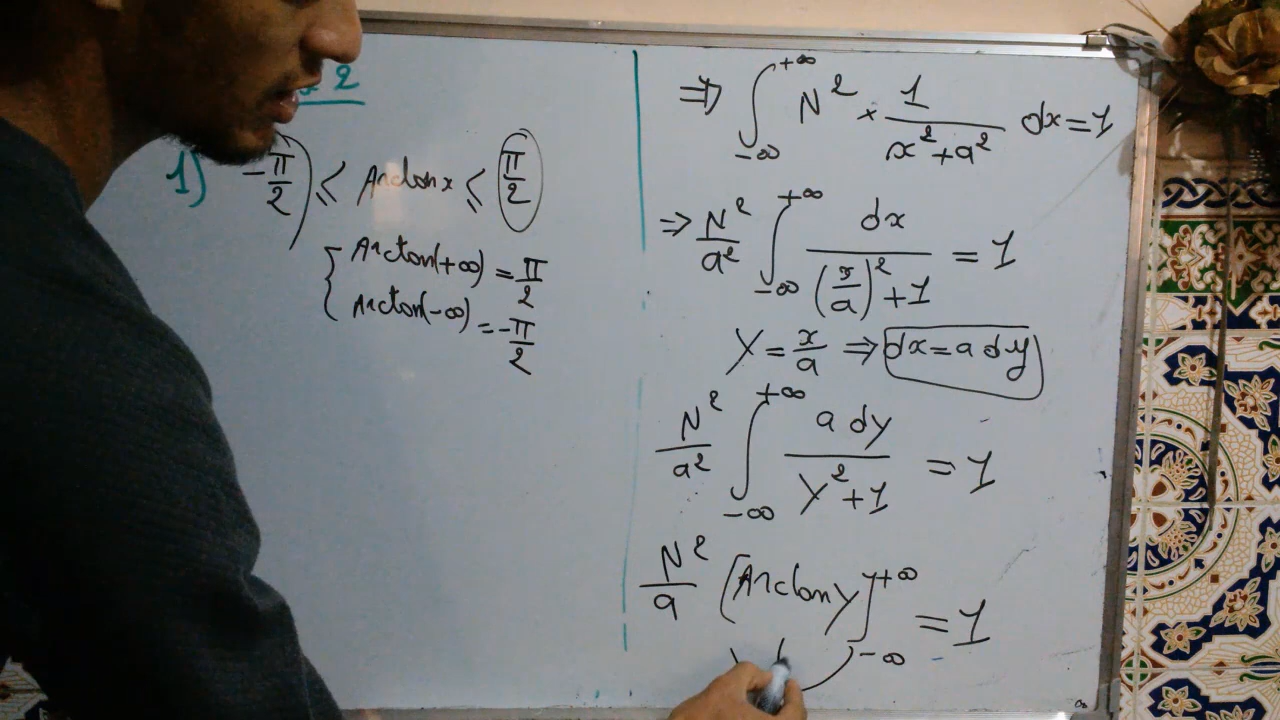 2
1) -π/2 ≤ Arctan x ≤ π/2
{ Arctan(+∞) = π/2
Arctan(-∞) = -π/2
⇒ ∫_{-∞}^{+∞} N² × 1/(x²+a²) dx = 1
⇒ N²/a² ∫_{-∞}^{+∞} dx/((x/a)²+1) = 1
Y = x/a ⇒ dx = a dy
N²/a² ∫_{-∞}^{+∞} a dy/(Y²+1) = 1
N²/a [Arctan y]_{-∞}^{+∞} = 1